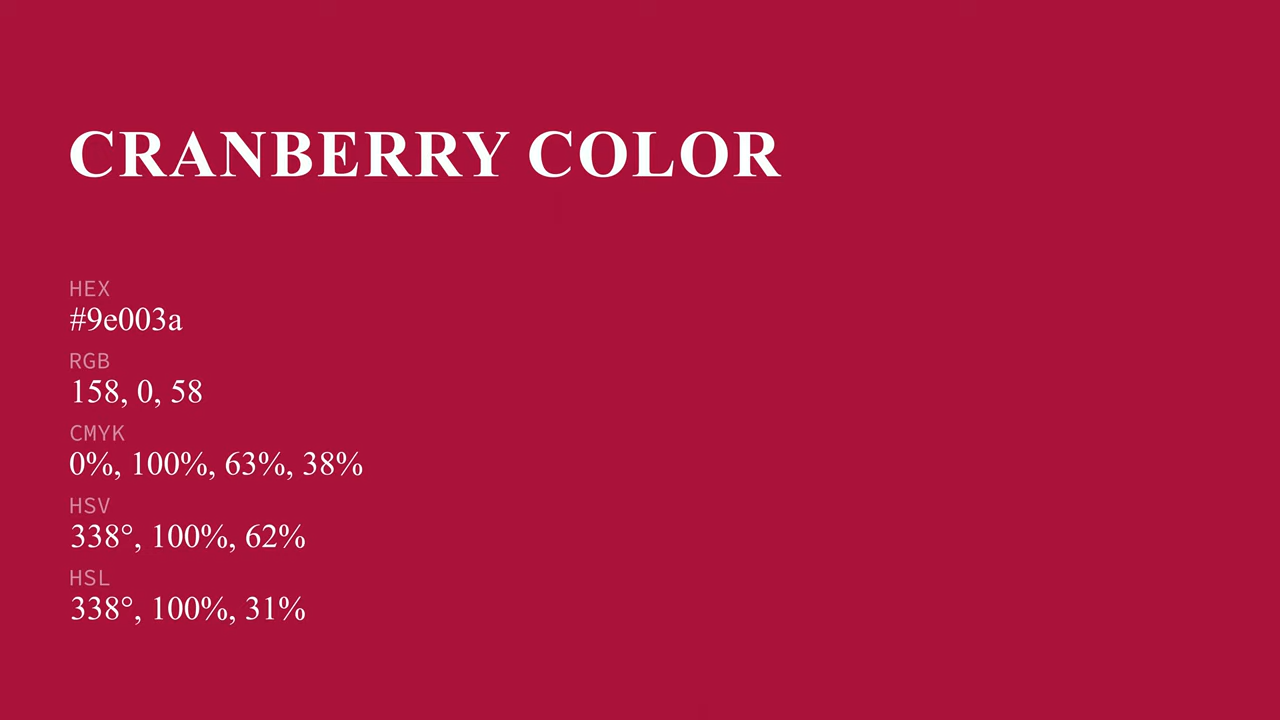 CRANBERRY COLOR
HEX
#9e003a
RGB
158, 0, 58
CMYK
0%, 100%, 63%, 38%
HSV
338°, 100%, 62%
HSL
338°, 100%, 31%